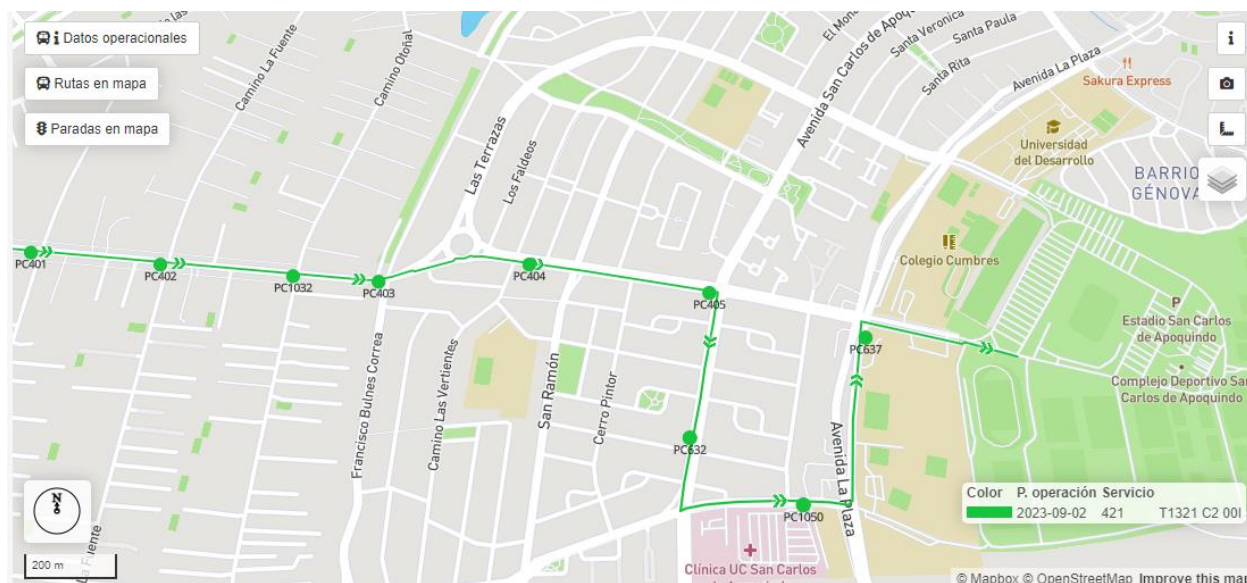 Datos operacionales
Rutas en mapa
Paradas en mapa
Camino La Fuente
Camino Otoñal
Las Terrazas
Los Faldeos
El Mona
Santa Veronica
Santa Paula
Santa Rita
Avenida San Carlos de Apoquindo
Avenida La Plaza
Sakura Express
Universidad
del Desarrollo
BARRIO
GÉNOVA
Colegio Cumbres
P
Estadio San Carlos
de Apoquindo
Complejo Deportivo San
Carlos de Apoquindo
PC401
PC402
PC1032
PC403
PC404
PC405
PC637
PC632
PC1050
Francisco Bulnes Correa
Camino Las Vertientes
San Ramón
Cerro Pintor
Avenida La Plaza
Clínica UC San Carlos
de Apoquindo
La Fuente
N
200 m
Color P. operación Servicio
2023-09-02 421 T1321 C2 00I
© Mapbox © OpenStreetMap Improve this map